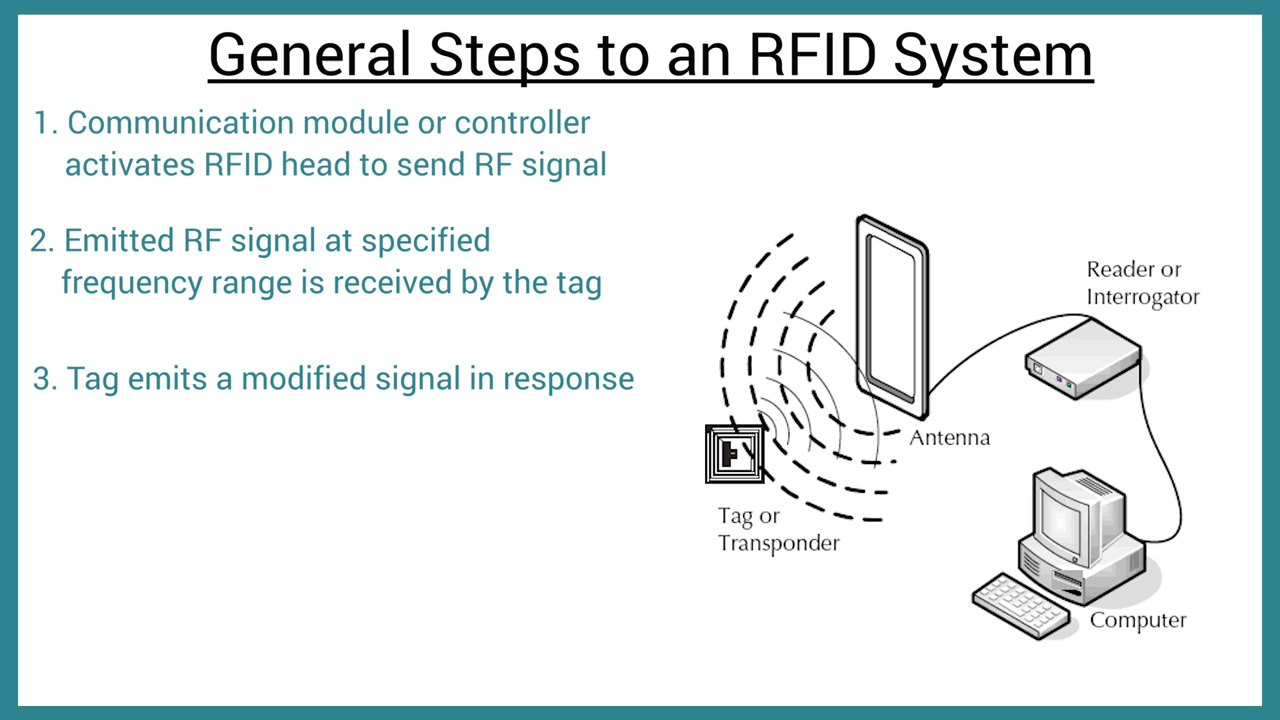 General Steps to an RFID System
1. Communication module or controller
activates RFID head to send RF signal
2. Emitted RF signal at specified
frequency range is received by the tag
3. Tag emits a modified signal in response
Reader or
Interrogator
Antenna
Tag or
Transponder
Computer